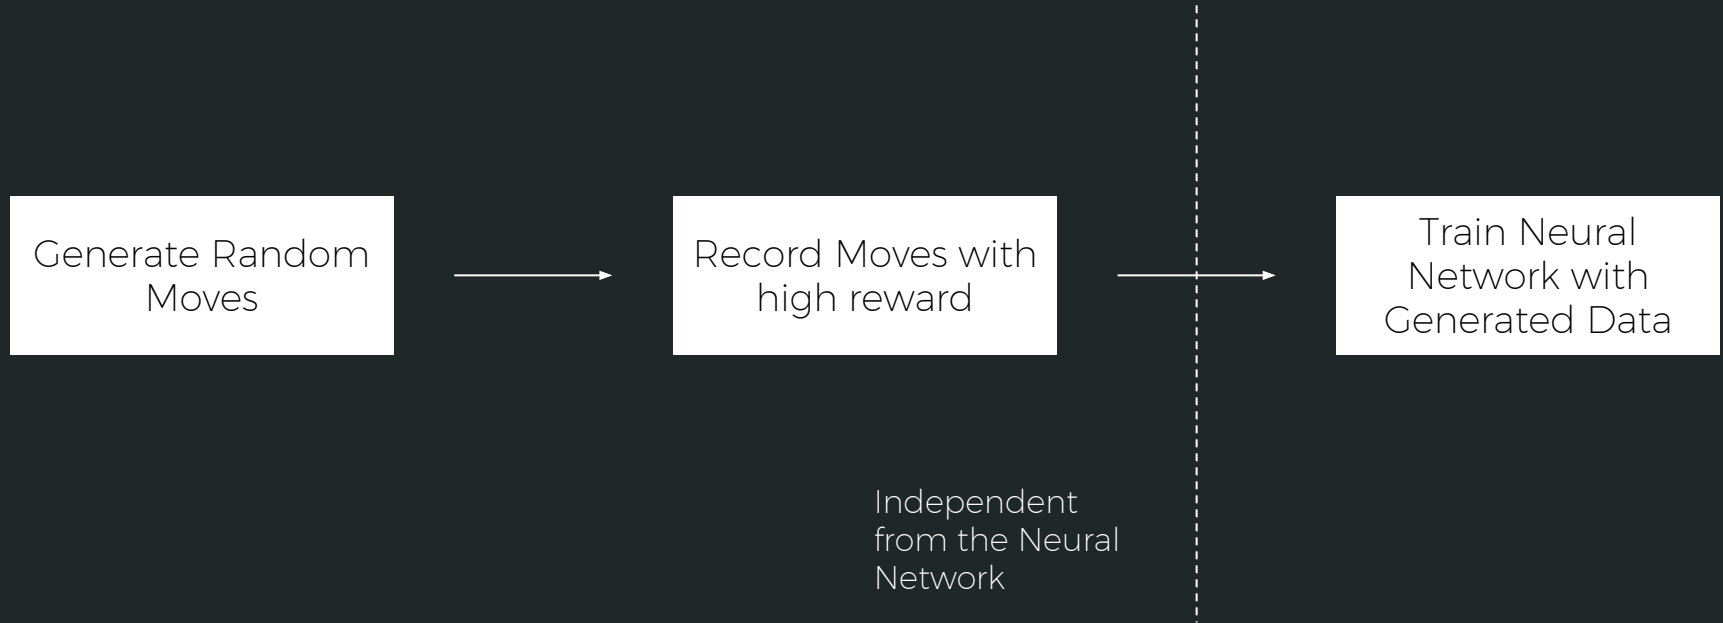 Generate Random
Moves
Record Moves with
high reward
Train Neural
Network with
Generated Data
Independent
from the Neural
Network